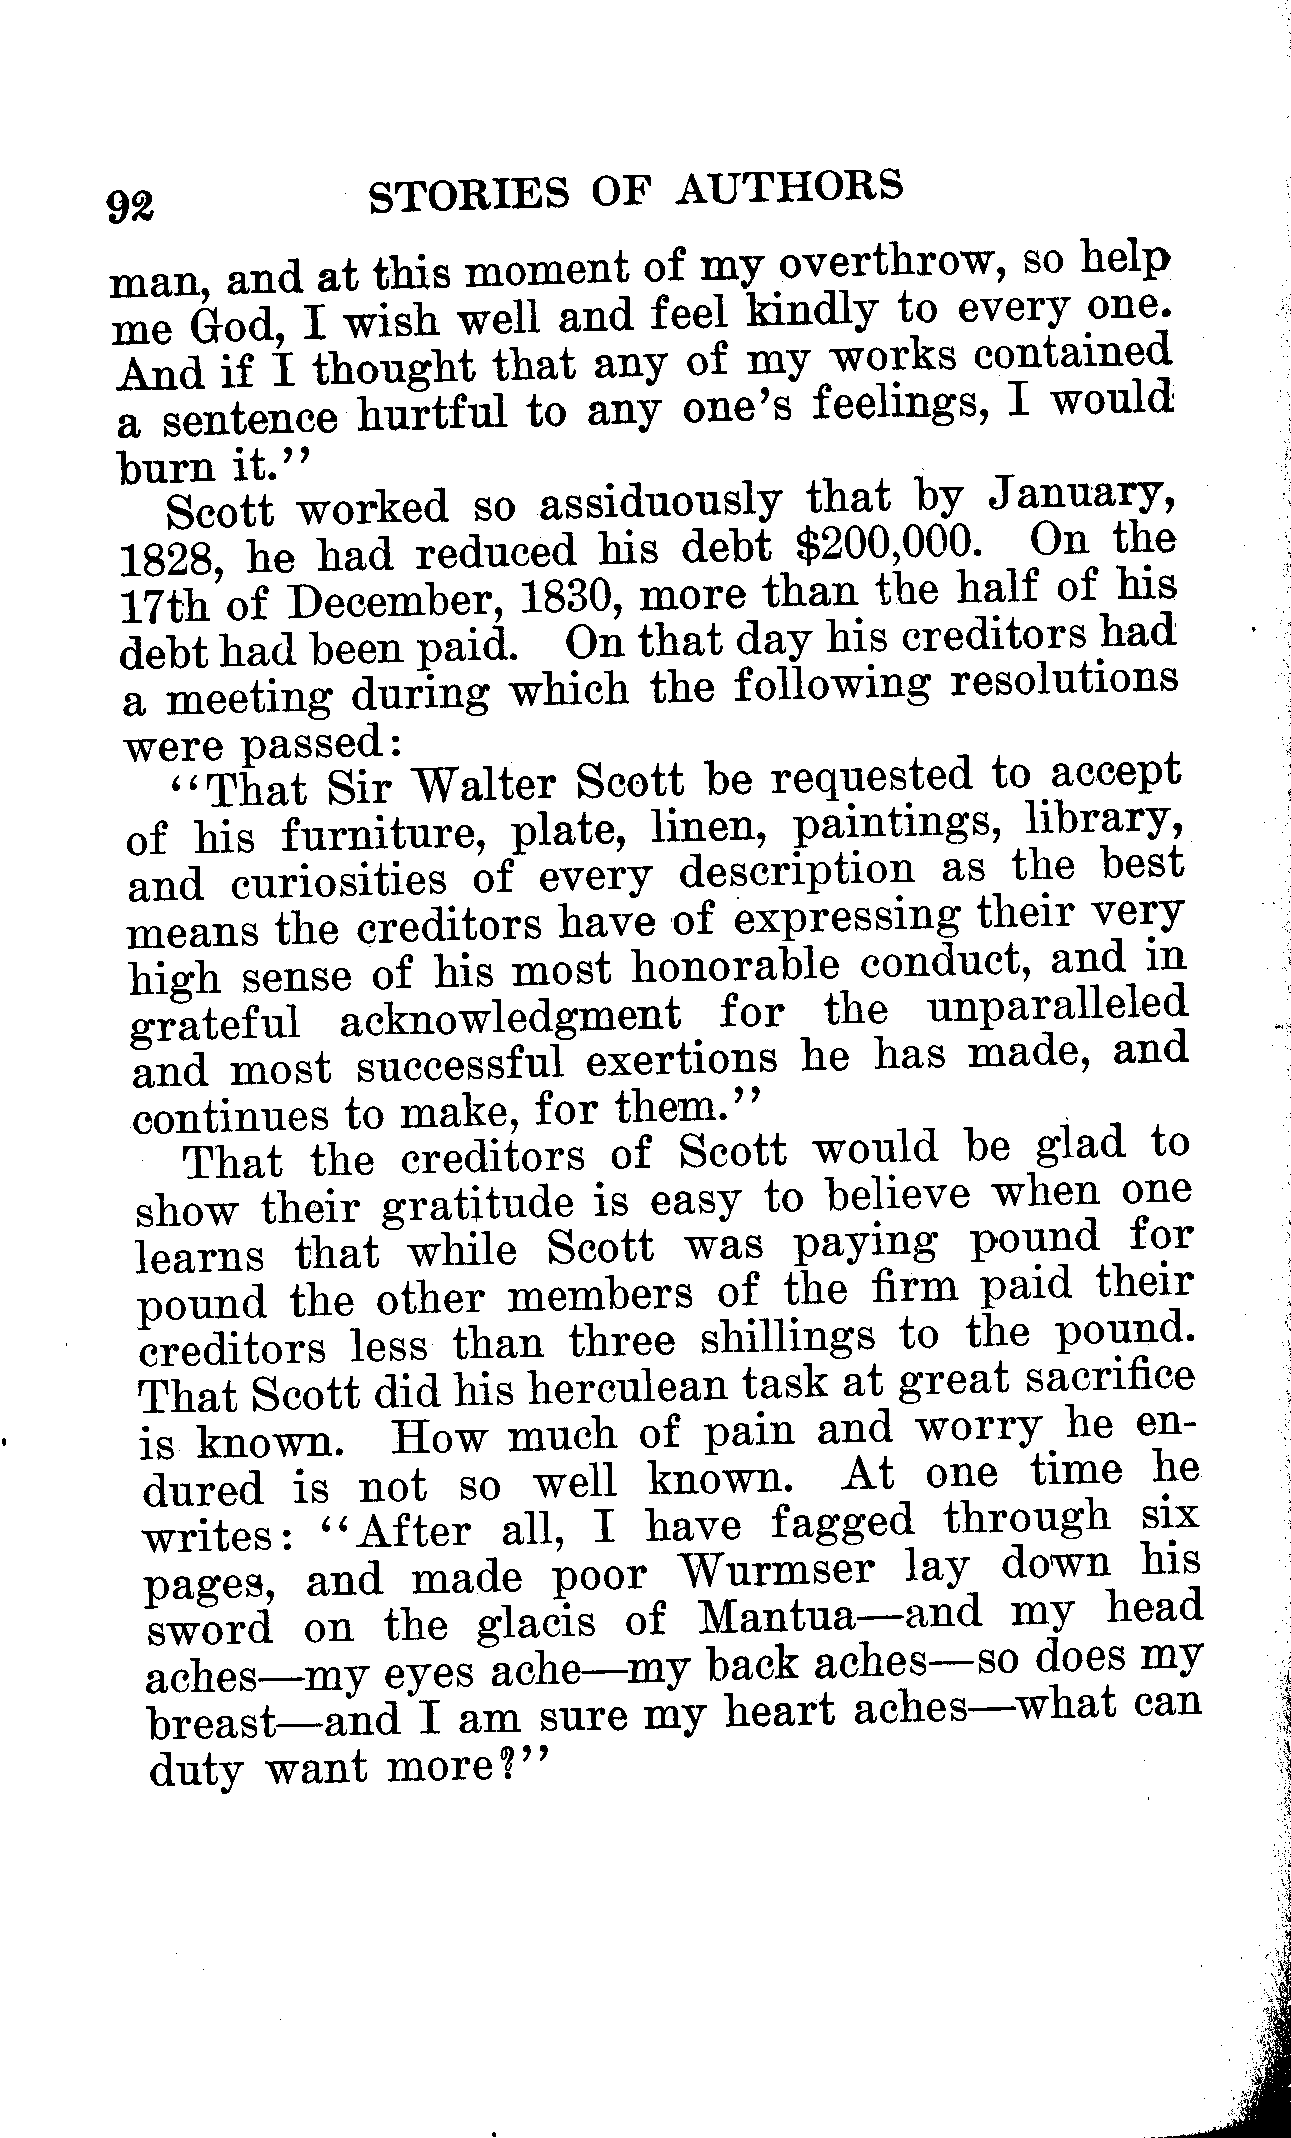 92 STORIES OF AUTHORS
man, and at this moment of my overthrow, so help
me God, I wish well and feel kindly to every one.
And if I thought that any of my works contained
a sentence hurtful to any one's feelings, I would
burn it."
Scott worked so assiduously that by January,
1828, he had reduced his debt $200,000. On the
17th of December, 1830, more than the half of his
debt had been paid. On that day his creditors had
a meeting during which the following resolutions
were passed:
"That Sir Walter Scott be requested to accept
of his furniture, plate, linen, paintings, library,
and curiosities of every description as the best
means the creditors have of expressing their very
high sense of his most honorable conduct, and in
grateful acknowledgment for the unparalleled
and most successful exertions he has made, and
continues to make, for them."
That the creditors of Scott would be glad to
show their gratitude is easy to believe when one
learns that while Scott was paying pound for
pound the other members of the firm paid their
creditors less than three shillings to the pound.
That Scott did his herculean task at great sacrifice
is known. How much of pain and worry he en-
dured is not so well known. At one time he
writes: "After all, I have fagged through six
pages, and made poor Wurmser lay down his
sword on the glacis of Mantua—and my head
aches—my eyes ache—my back aches—so does my
breast—and I am sure my heart aches—what can
duty want more?"